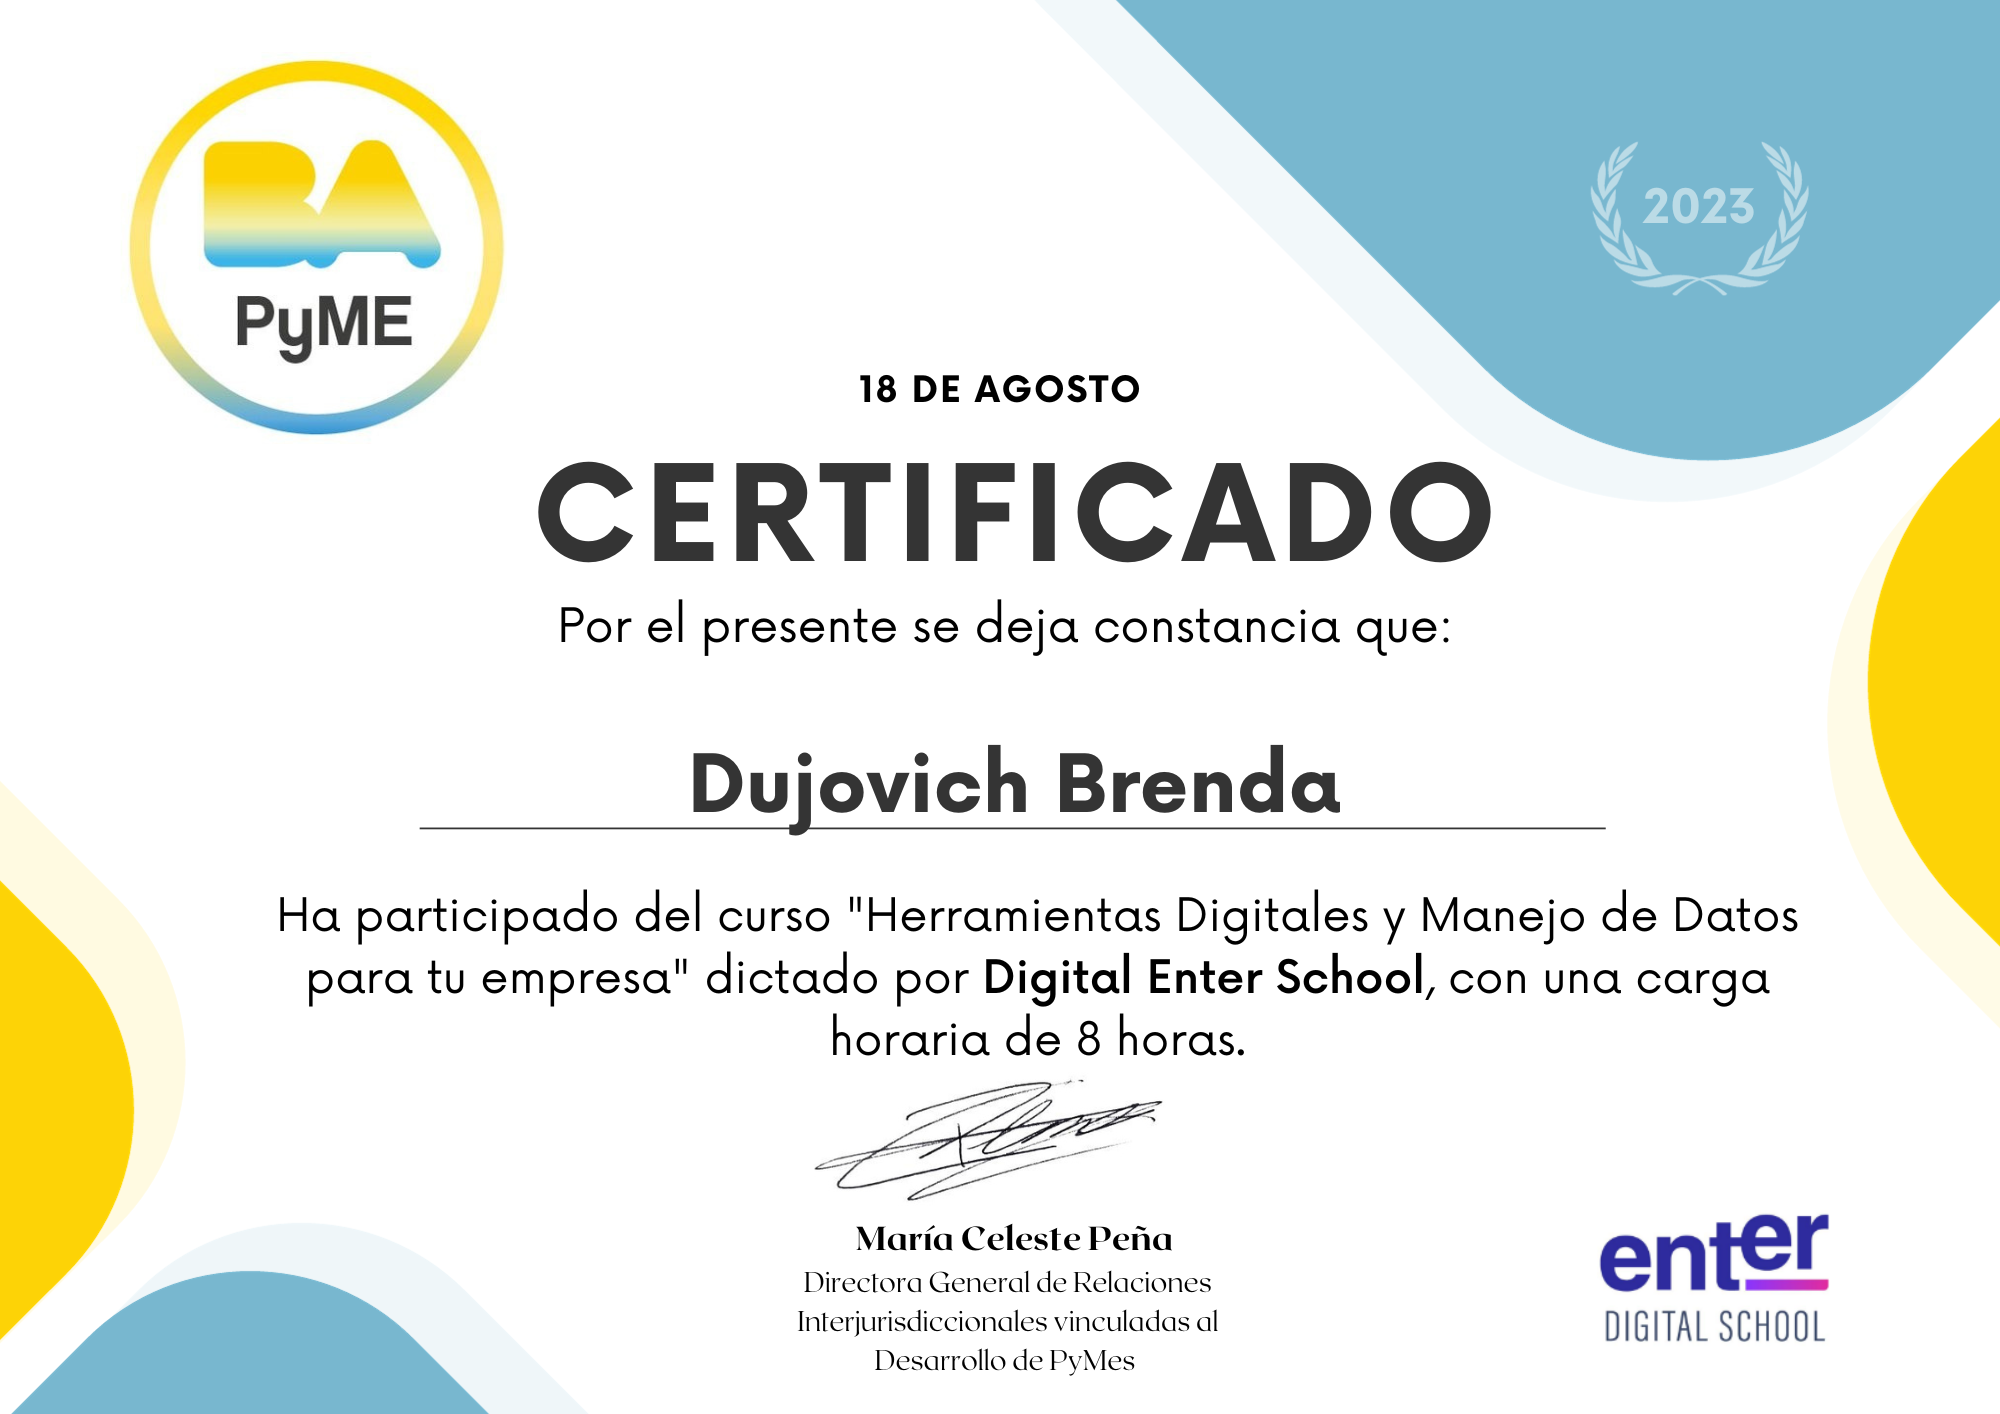 BA
PyME
2023
18 DE AGOSTO
CERTIFICADO
Por el presente se deja constancia que:
Dujovich Brenda
Ha participado del curso "Herramientas Digitales y Manejo de Datos
para tu empresa" dictado por Digital Enter School, con una carga
horaria de 8 horas.
María Celeste Peña
Directora General de Relaciones
Interjurisdiccionales vinculadas al
Desarrollo de PyMes
enter
DIGITAL SCHOOL